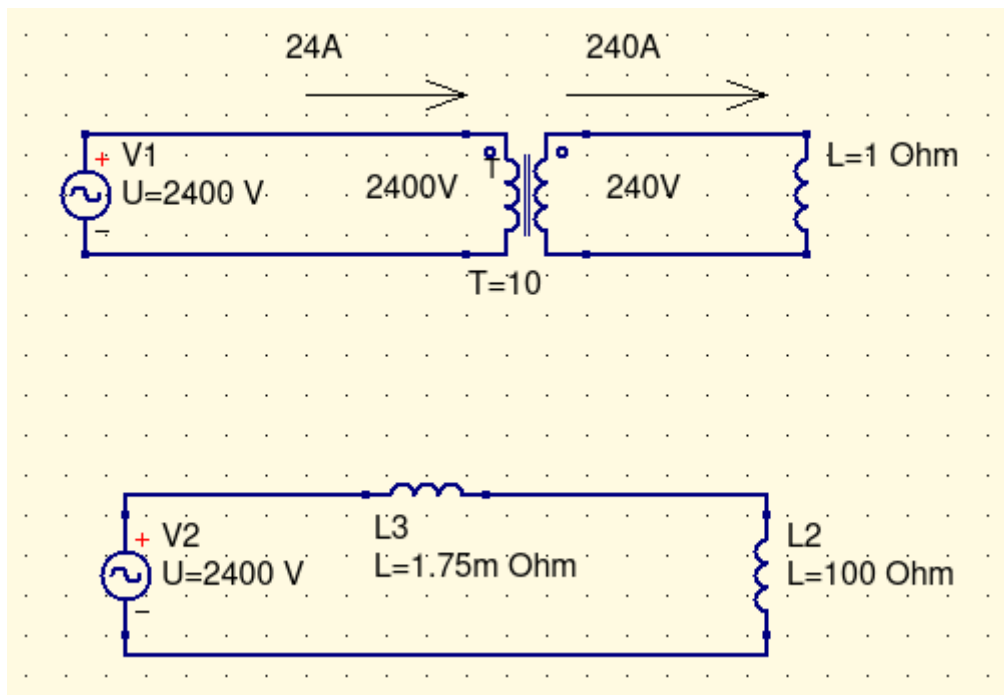 24A
240A
+ V1
U=2400 V
2400V
T
240V
L=1 Ohm
T=10
L3
L=1.75m Ohm
+ V2
U=2400 V
L2
L=100 Ohm